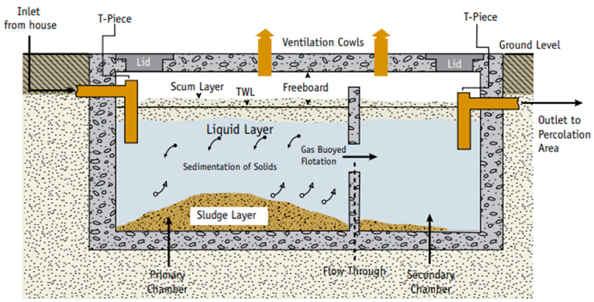 Inlet
from house
T-Piece
Ventilation Cowls
T-Piece
Ground Level
Lid
Lid
Scum Layer
TWL
Freeboard
Outlet to
Percolation
Area
Liquid Layer
Gas Buoyed
Flotation
Sedimentation of Solids
Sludge Layer
Primary
Chamber
Flow Through
Secondary
Chamber